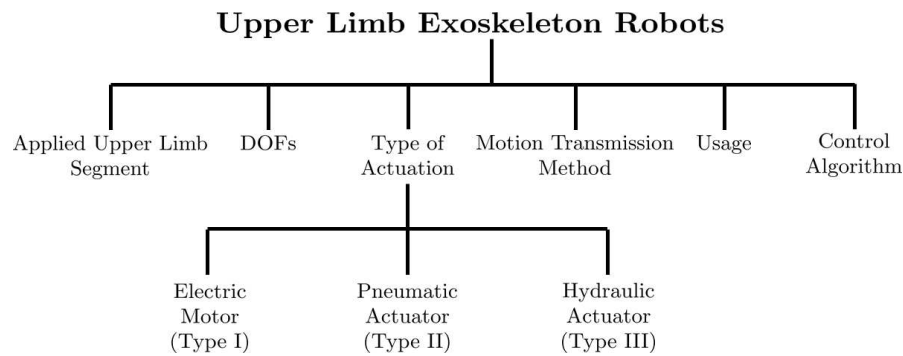 Upper Limb Exoskeleton Robots
Applied Upper Limb
Segment
DOFs
Type of
Actuation
Motion Transmission
Method
Usage
Control
Algorithm
Electric
Motor
(Type I)
Pneumatic
Actuator
(Type II)
Hydraulic
Actuator
(Type III)